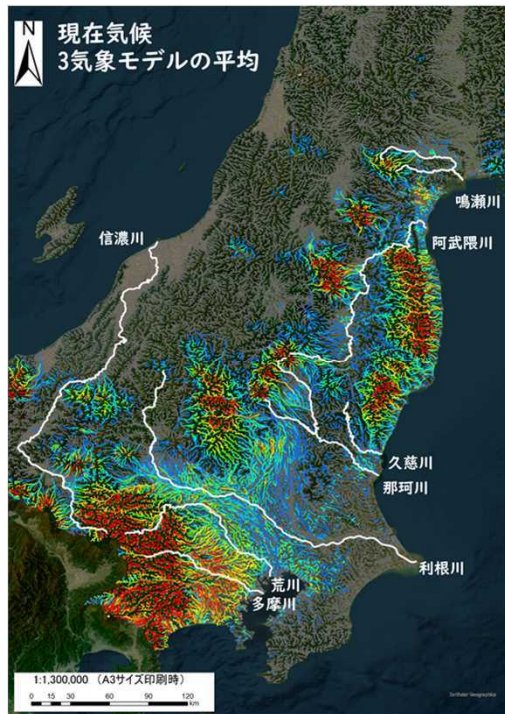 N
現在気候
3気象モデルの平均
鳴瀬川
阿武隈川
信濃川
久慈川
那珂川
利根川
荒川
多摩川
1:1,300,000 (A3サイズ印刷時)
0 15 30 60 90 120
km
Earthstar Geographics